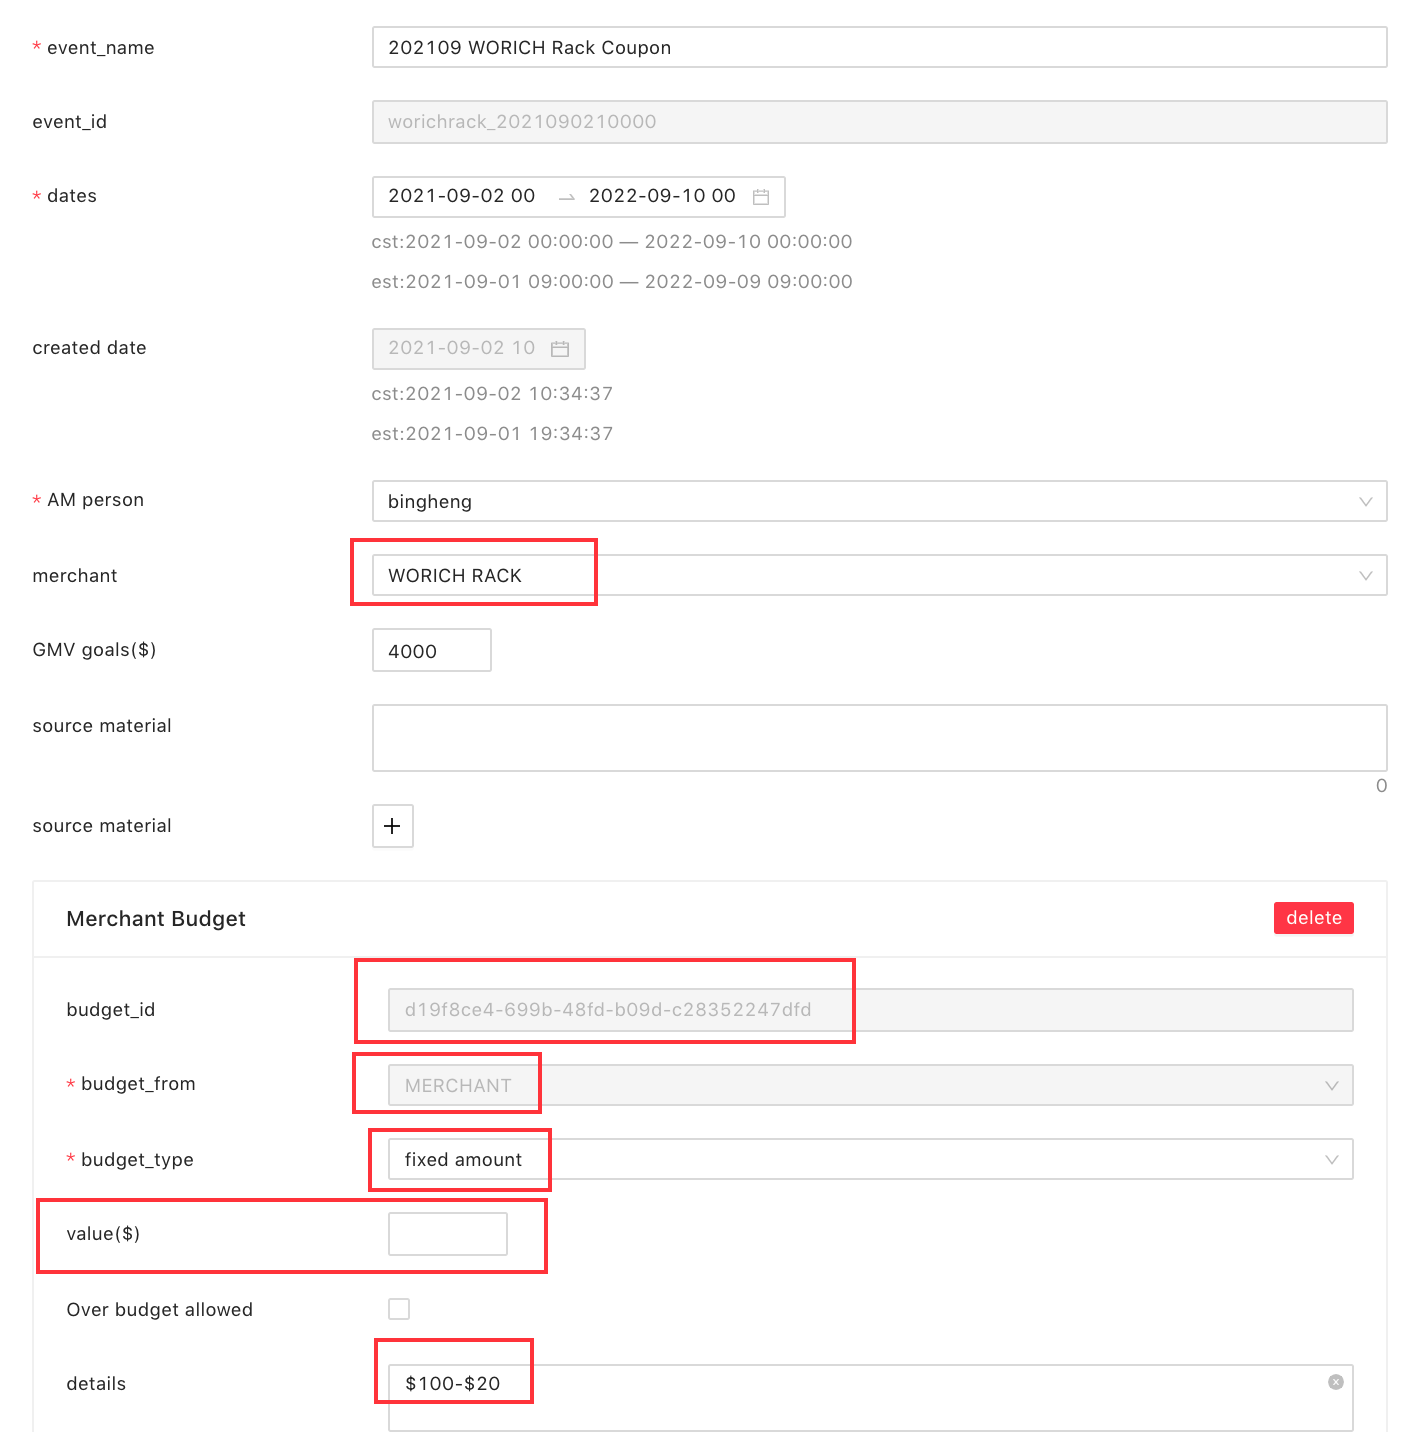 * event_name 202109 WORICH Rack Coupon
event_id worichrack_2021090210000
* dates 2021-09-02 00 → 2022-09-10 00
cst:2021-09-02 00:00:00 — 2022-09-10 00:00:00
est:2021-09-01 09:00:00 — 2022-09-09 09:00:00
created date 2021-09-02 10
cst:2021-09-02 10:34:37
est:2021-09-01 19:34:37
* AM person bingheng
merchant WORICH RACK
GMV goals($) 4000
source material
0
source material +
Merchant Budget delete
budget_id d19f8ce4-699b-48fd-b09d-c28352247dfd
* budget_from MERCHANT
* budget_type fixed amount
value($)
Over budget allowed
details $100-$20